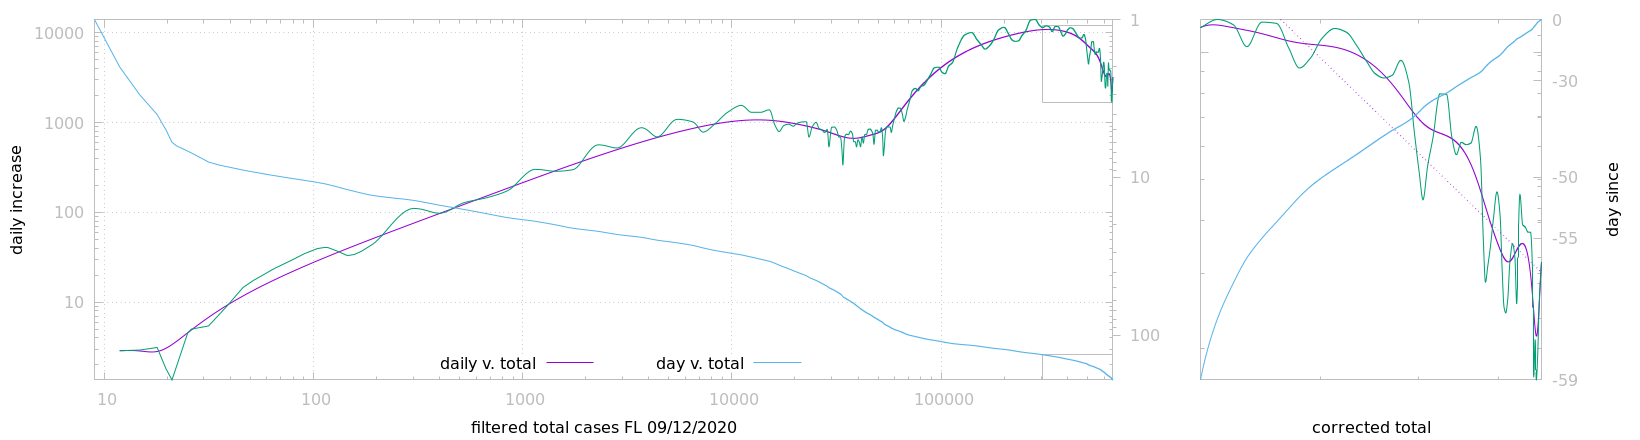 10000
1000
100
10
daily increase
10
100
1000
10000
100000
1
10
100
daily v. total
day v. total
filtered total cases FL 09/12/2020
0
-30
-50
-55
-59
day since
corrected total